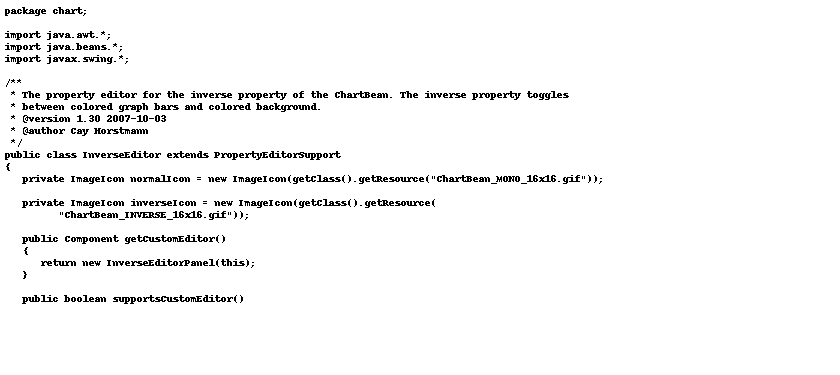 package chart;

import java.awt.*;
import java.beans.*;
import javax.swing.*;

/**
 * The property editor for the inverse property of the ChartBean. The inverse property toggles
 * between colored graph bars and colored background.
 * @version 1.30 2007-10-03
 * @author Cay Horstmann
 */
public class InverseEditor extends PropertyEditorSupport
{
   private ImageIcon normalIcon = new ImageIcon(getClass().getResource("ChartBean_MONO_16x16.gif"));

   private ImageIcon inverseIcon = new ImageIcon(getClass().getResource(
         "ChartBean_INVERSE_16x16.gif"));

   public Component getCustomEditor()
   {
      return new InverseEditorPanel(this);
   }

   public boolean supportsCustomEditor()